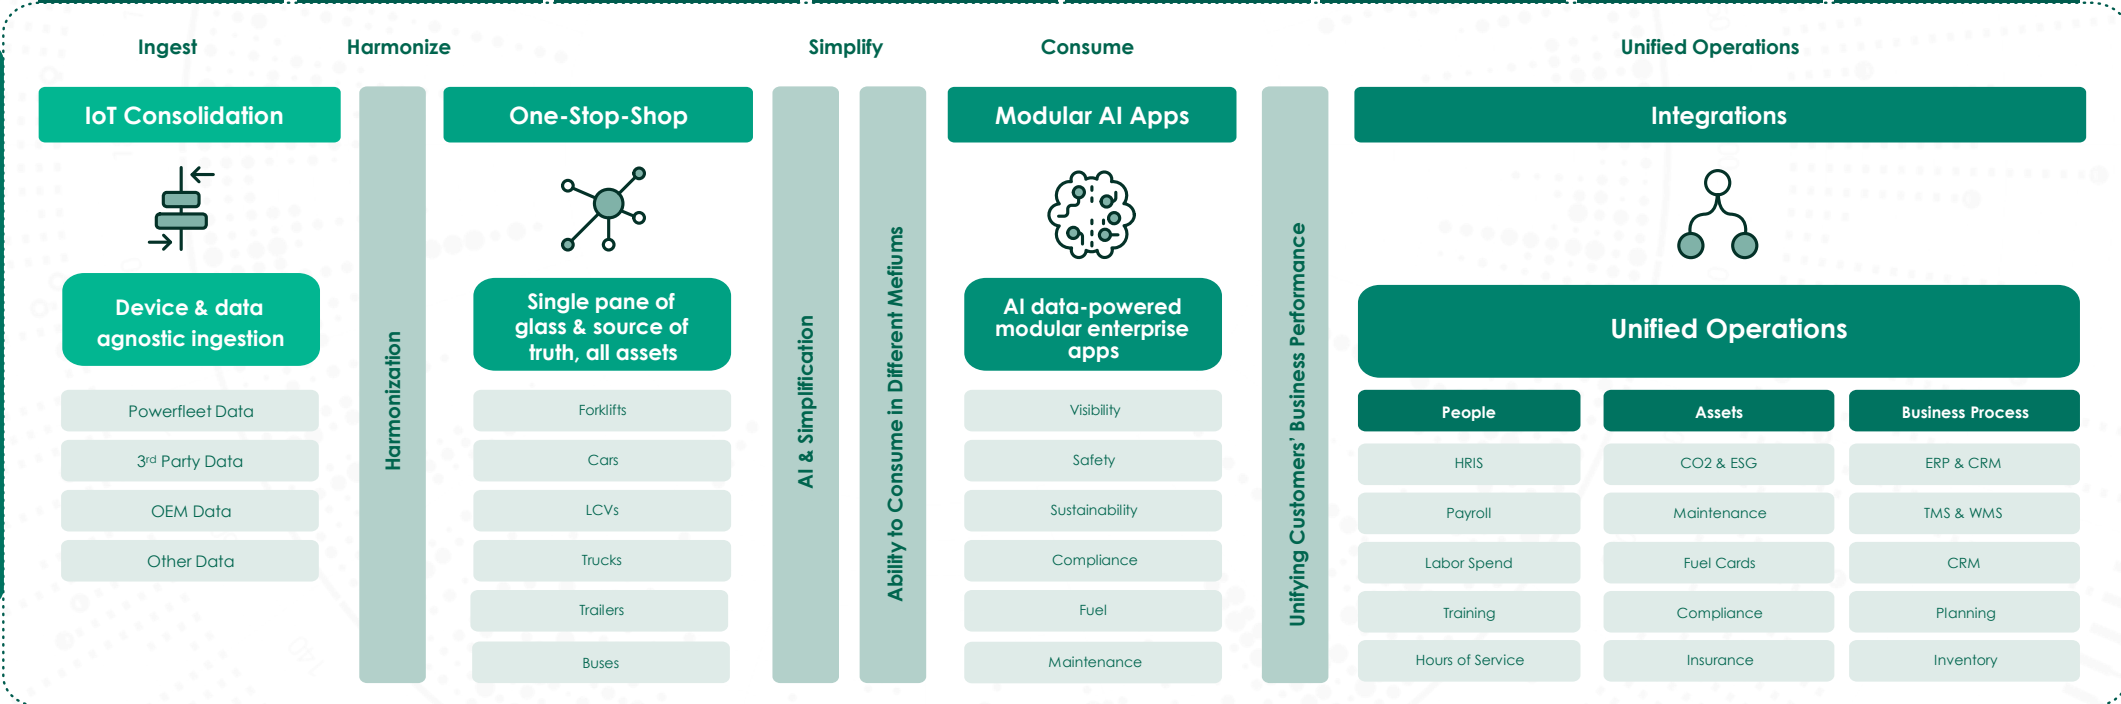 Ingest
Harmonize
Simplify
Consume
Unified Operations
IoT Consolidation
Device & data
agnostic ingestion
Powerfleet Data
3rd Party Data
OEM Data
Other Data
Harmonization
One-Stop-Shop
Single pane of
glass & source of
truth, all assets
Forklifts
Cars
LCVs
Trucks
Trailers
Buses
AI & Simplification
Ability to Consume in Different Mefiums
Modular AI Apps
AI data-powered
modular enterprise
apps
Visibility
Safety
Sustainability
Compliance
Fuel
Maintenance
Unifying Customers’ Business Performance
Integrations
Unified Operations
People
HRIS
Payroll
Labor Spend
Training
Hours of Service
Assets
CO2 & ESG
Maintenance
Fuel Cards
Compliance
Insurance
Business Process
ERP & CRM
TMS & WMS
CRM
Planning
Inventory